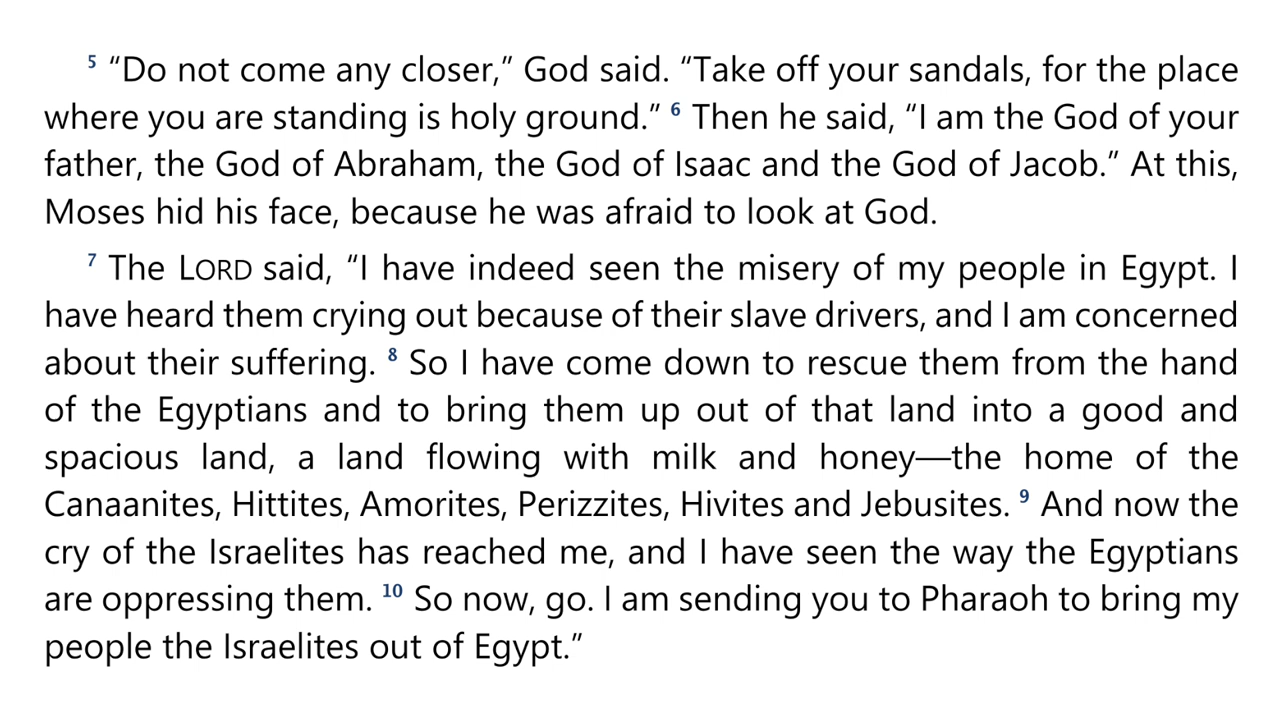 5 “Do not come any closer,” God said. “Take off your sandals, for the place
where you are standing is holy ground.” 6 Then he said, “I am the God of your
father, the God of Abraham, the God of Isaac and the God of Jacob.” At this,
Moses hid his face, because he was afraid to look at God.
7 The LORD said, “I have indeed seen the misery of my people in Egypt. I
have heard them crying out because of their slave drivers, and I am concerned
about their suffering. 8 So I have come down to rescue them from the hand
of the Egyptians and to bring them up out of that land into a good and
spacious land, a land flowing with milk and honey—the home of the
Canaanites, Hittites, Amorites, Perizzites, Hivites and Jebusites. 9 And now the
cry of the Israelites has reached me, and I have seen the way the Egyptians
are oppressing them. 10 So now, go. I am sending you to Pharaoh to bring my
people the Israelites out of Egypt.”